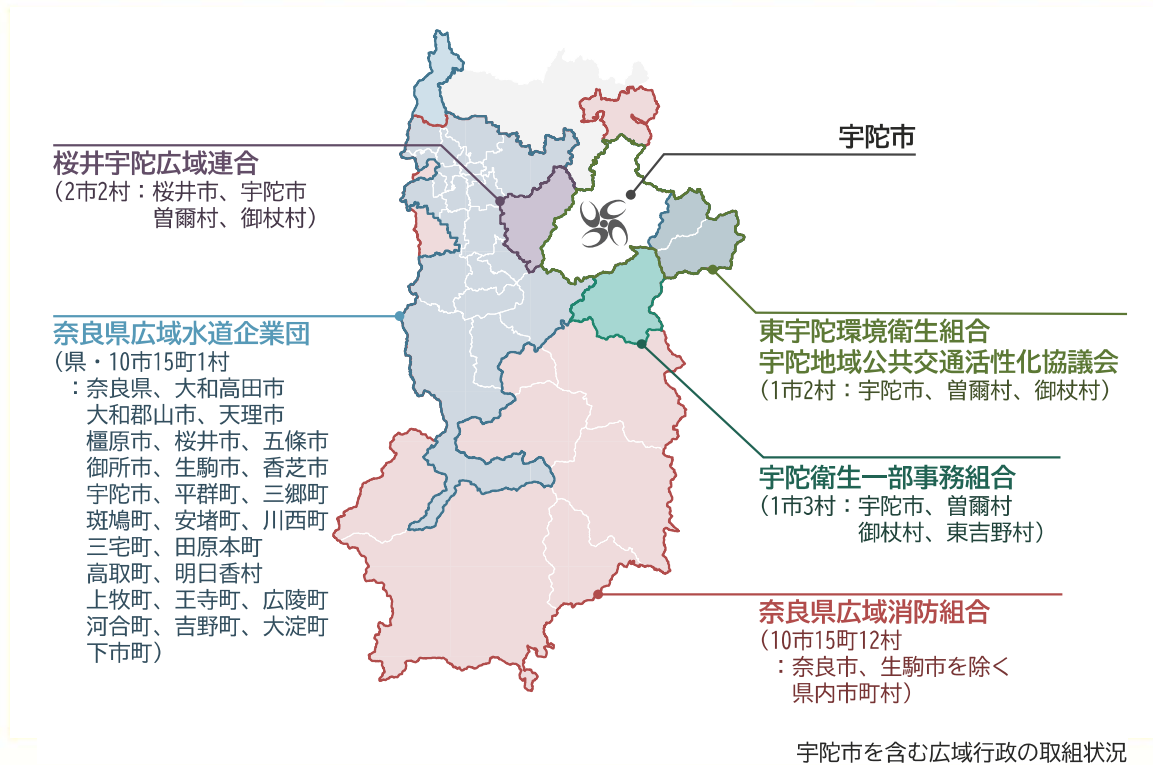 宇陀市
桜井宇陀広域連合
（2市2村：桜井市、宇陀市
曽爾村、御杖村）
奈良県広域水道企業団
（県・10市15町1村
：奈良県、大和高田市
大和郡山市、天理市
橿原市、桜井市、五條市
御所市、生駒市、香芝市
宇陀市、平群町、三郷町
斑鳩町、安堵町、川西町
三宅町、田原本町
高取町、明日香村
上牧町、王寺町、広陵町
河合町、吉野町、大淀町
下市町）
東宇陀環境衛生組合
宇陀地域公共交通活性化協議会
（1市2村：宇陀市、曽爾村、御杖村）
宇陀衛生一部事務組合
（1市3村：宇陀市、曽爾村
御杖村、東吉野村）
奈良県広域消防組合
（10市15町12村
：奈良市、生駒市を除く
県内市町村）
宇陀市を含む広域行政の取組状況